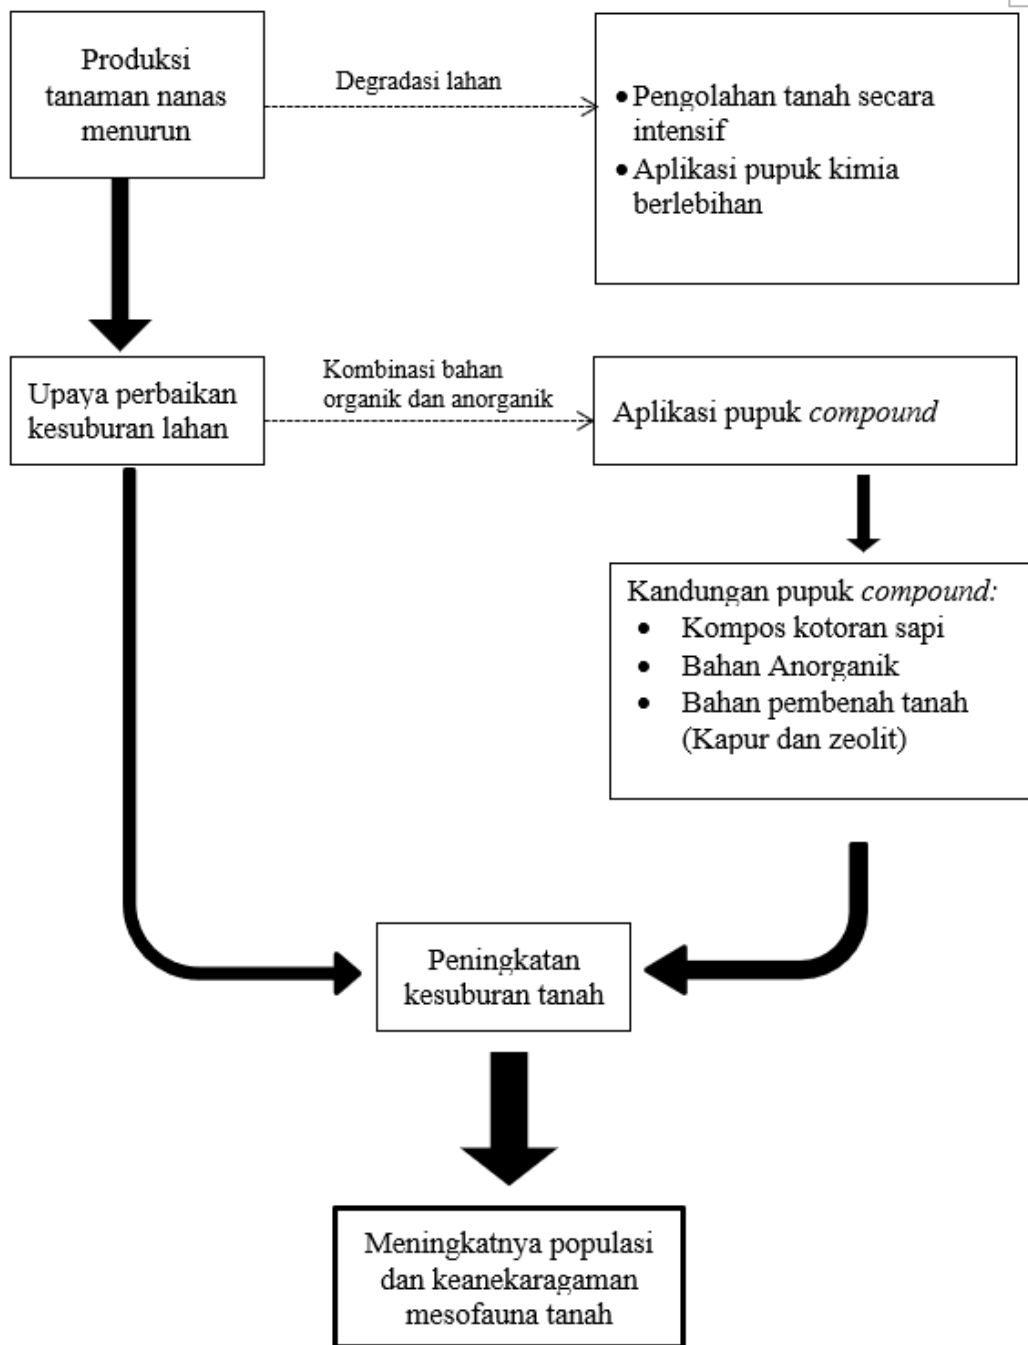 Produksi
tanaman nanas
menurun
Degradasi lahan
• Pengolahan tanah secara
intensif
• Aplikasi pupuk kimia
berlebihan
Upaya perbaikan
kesuburan lahan
Kombinasi bahan
organik dan anorganik
Aplikasi pupuk compound
Kandungan pupuk compound:
• Kompos kotoran sapi
• Bahan Anorganik
• Bahan pembenah tanah
(Kapur dan zeolit)
Peningkatan
kesuburan tanah
Meningkatnya populasi
dan keanekaragaman
mesofauna tanah